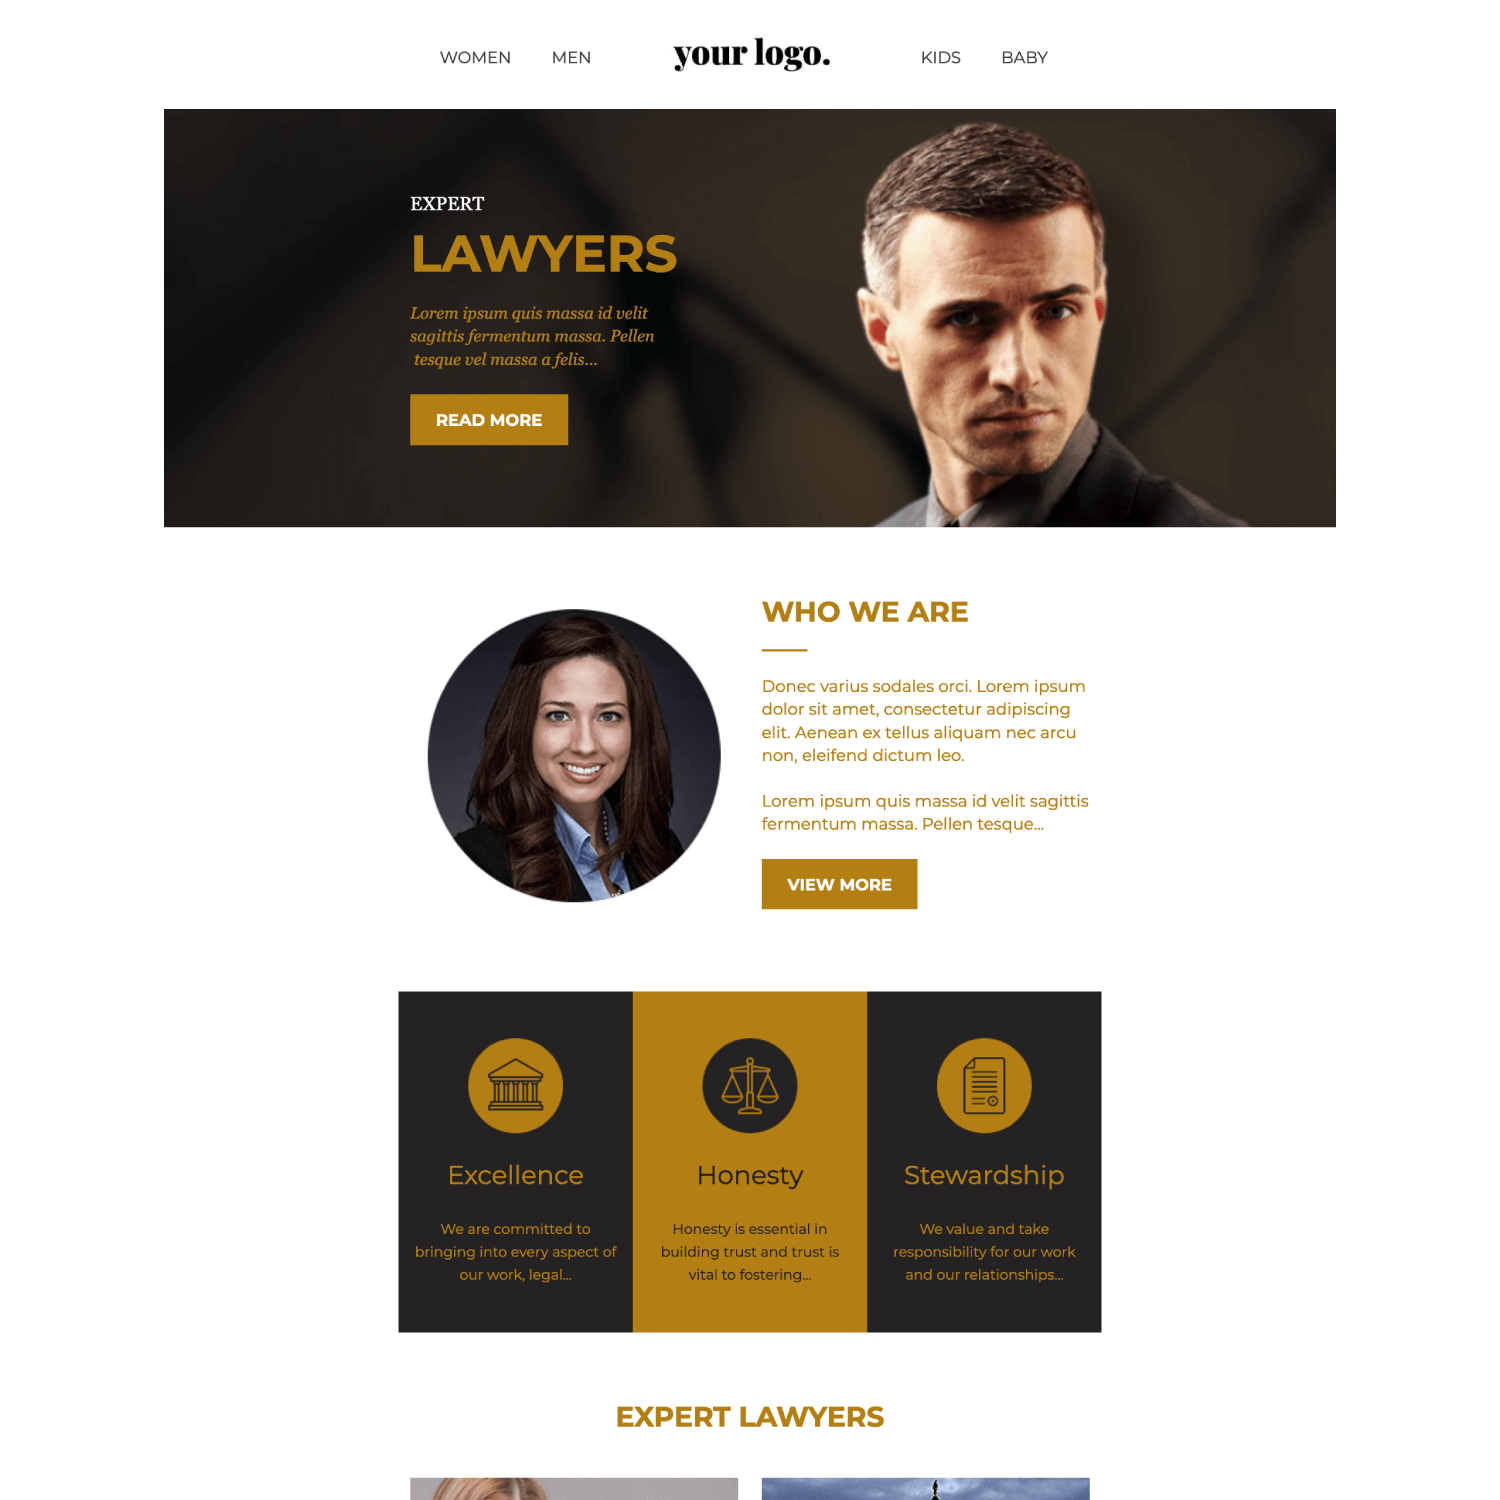 WOMEN MEN your logo. KIDS BABY
EXPERT
LAWYERS
Lorem ipsum quis massa id velit
sagittis fermentum massa. Pellen
tesque vel massa a felis...
READ MORE
WHO WE ARE
Donec varius sodales orci. Lorem ipsum
dolor sit amet, consectetur adipiscing
elit. Aenean ex tellus aliquam nec arcu
non, eleifend dictum leo.
Lorem ipsum quis massa id velit sagittis
fermentum massa. Pellen tesque...
VIEW MORE
Excellence
We are committed to
bringing into every aspect of
our work, legal...
Honesty
Honesty is essential in
building trust and trust is
vital to fostering...
Stewardship
We value and take
responsibility for our work
and our relationships...
EXPERT LAWYERS